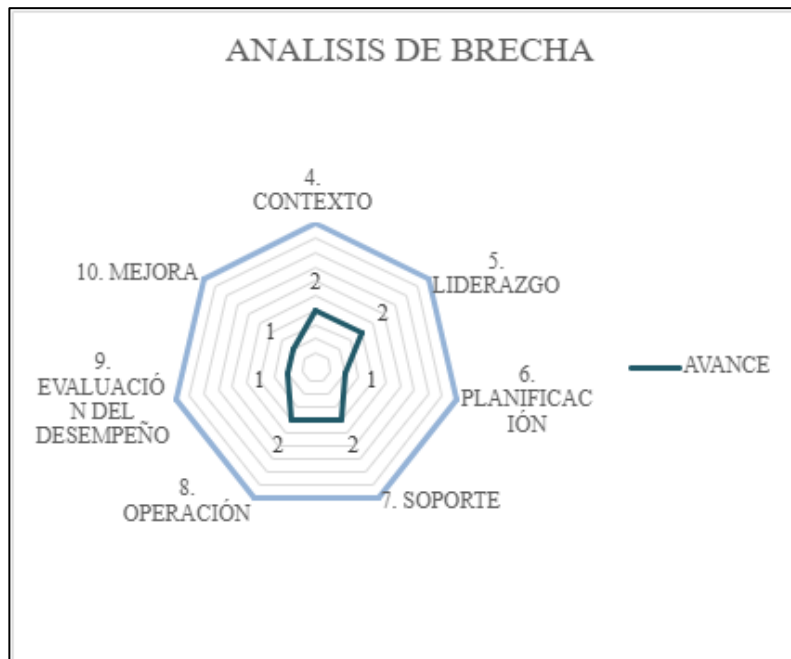 ANALISIS DE BRECHA
4.
CONTEXTO
5.
LIDERAZGO
6.
PLANIFICAC
IÓN
7. SOPORTE
8.
OPERACIÓN
9.
EVALUACIÓ
N DEL
DESEMPEÑO
10. MEJORA
2
2
1
2
2
1
1
AVANCE